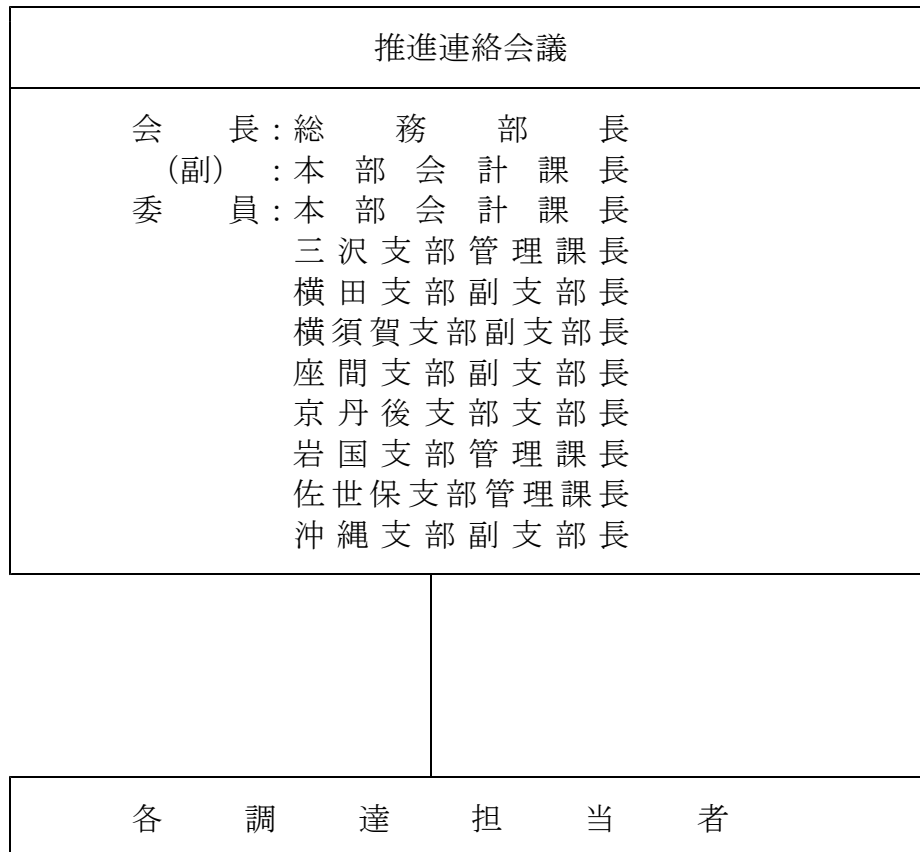 推進連絡会議
会長:総務部長
(副):本部会計課長
委員:本部会計課長
三沢支部管理課長
横田支部副支部長
横須賀支部副支部長
座間支部副支部長
京丹後支部支部長
岩国支部管理課長
佐世保支部管理課長
沖縄支部副支部長
各調達担当者